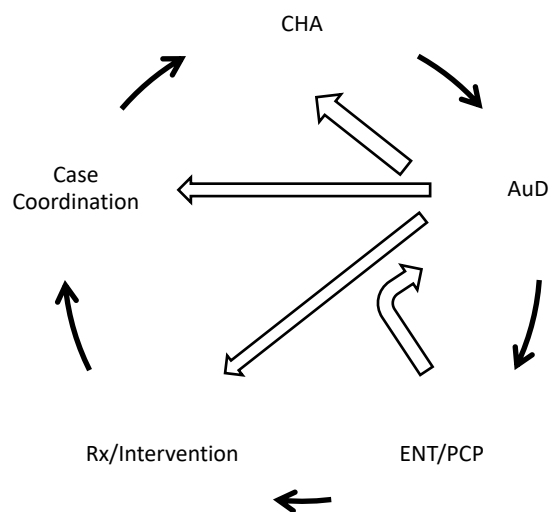 CHA
Case
Coordination
AuD
Rx/Intervention
ENT/PCP